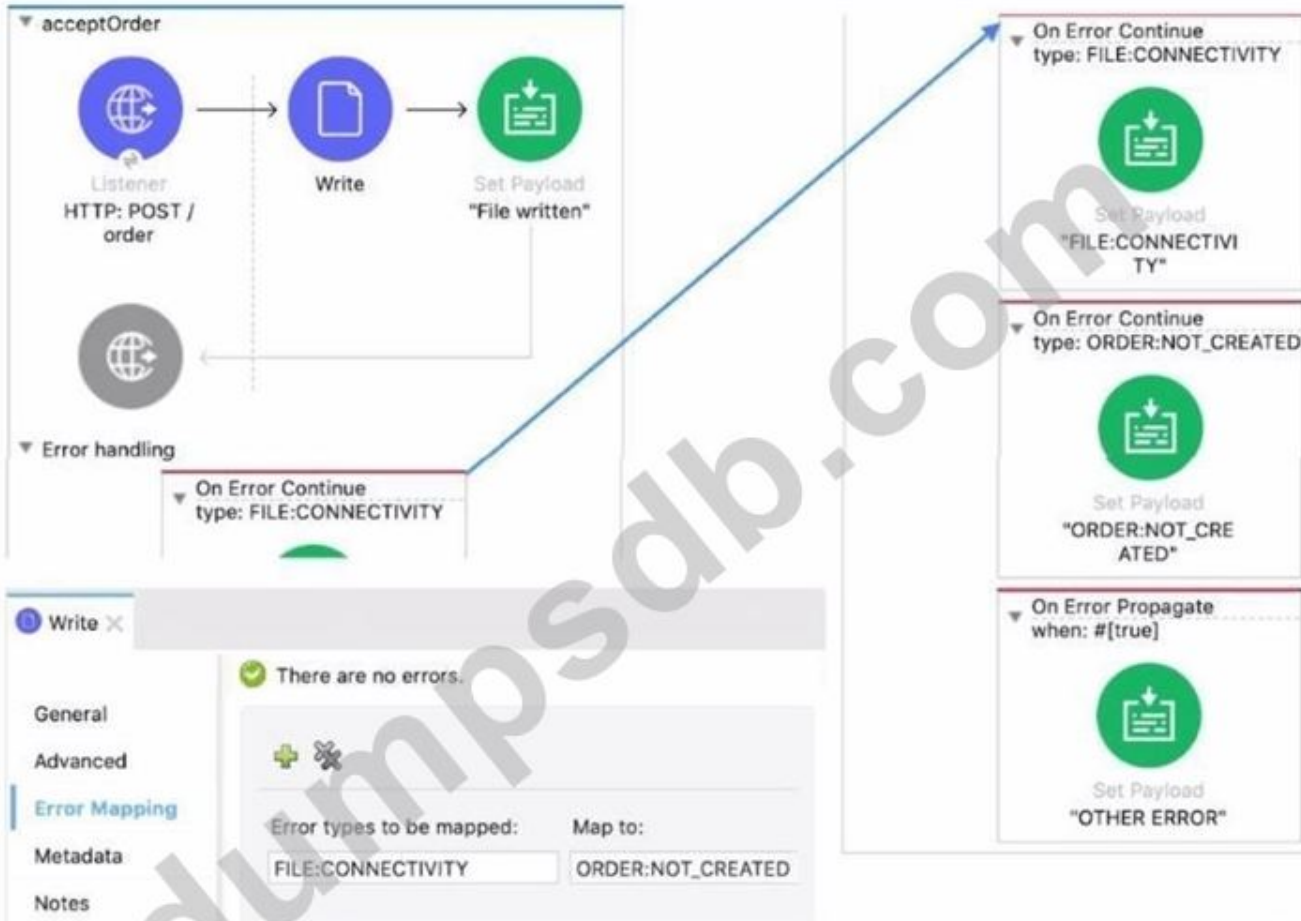 acceptOrder
Listener
HTTP: POST /
order
Write
Set Payload
"File written"
Error handling
On Error Continue
type: FILE:CONNECTIVITY
On Error Continue
type: FILE:CONNECTIVITY
Set Payload
"FILE:CONNECTIVI
TY"
On Error Continue
type: ORDER:NOT_CREATED
Set Payload
"ORDER:NOT_CRE
ATED"
On Error Propagate
when: #[true]
Set Payload
"OTHER ERROR"
Write
There are no errors.
General
Advanced
Error Mapping
Metadata
Notes
Error types to be mapped:
Map to:
FILE:CONNECTIVITY
ORDER:NOT_CREATED
dumpsdb.com